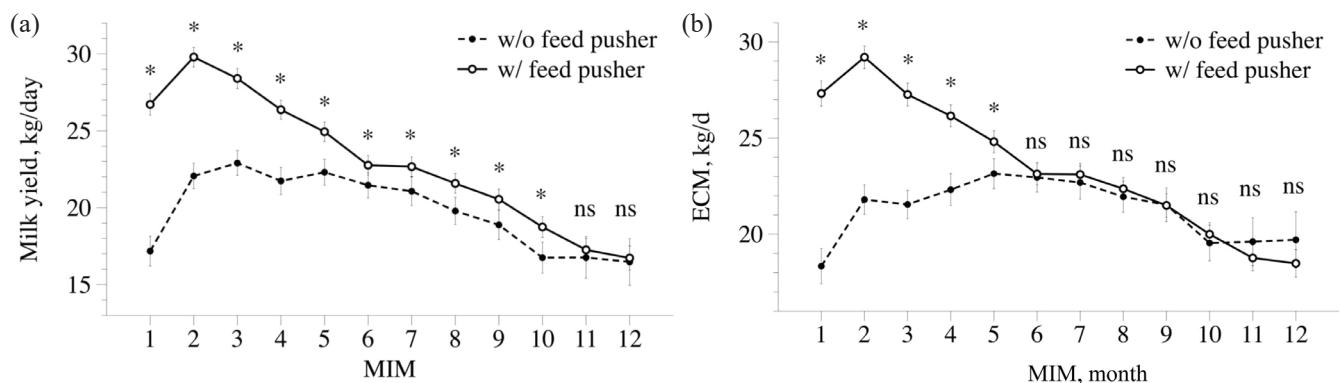 (a)
Milk yield, kg/day
30
25
20
15
* * * * * * * * * * ns ns
w/o feed pusher
w/ feed pusher
1 2 3 4 5 6 7 8 9 10 11 12
MIM
(b)
ECM, kg/d
30
20
* * * * * ns ns ns ns ns ns ns
w/o feed pusher
w/ feed pusher
1 2 3 4 5 6 7 8 9 10 11 12
MIM, month